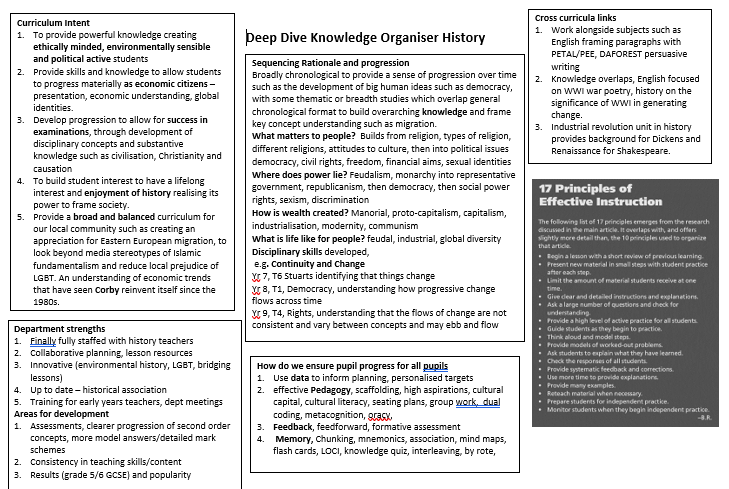 Curriculum Intent
1. To provide powerful knowledge creating
ethically minded, environmentally sensible
and political active students
2. Provide skills and knowledge to allow students
to progress materially as economic citizens –
presentation, economic understanding, global
identities.
3. Develop progression to allow for success in
examinations, through development of
disciplinary concepts and substantive
knowledge such as civilisation, Christianity and
causation
4. To build student interest to have a lifelong
interest and enjoyment of history realising its
power to frame society.
5. Provide a broad and balanced curriculum for
our local community such as creating an
appreciation for Eastern European migration, to
look beyond media stereotypes of Islamic
fundamentalism and reduce local prejudice of
LGBT. An understanding of economic trends
that have seen Corby reinvent itself since the
1980s.
Department strengths
1. Finally fully staffed with history teachers
2. Collaborative planning, lesson resources
3. Innovative (environmental history, LGBT, bridging
lessons)
4. Up to date – historical association
5. Training for early years teachers, dept meetings
Areas for development
1. Assessments, clearer progression of second order
concepts, more model answers/detailed mark
schemes
2. Consistency in teaching skills/content
3. Results (grade 5/6 GCSE) and popularity
Deep Dive Knowledge Organiser History
Sequencing Rationale and progression
Broadly chronological to provide a sense of progression over time
such as the development of big human ideas such as democracy,
with some thematic or breadth studies which overlap general
chronological format to build overarching knowledge and frame
key concept understanding such as migration.
What matters to people? Builds from religion, types of religion,
different religions, attitudes to culture, then into political issues
democracy, civil rights, freedom, financial aims, sexual identities
Where does power lie? Feudalism, monarchy into representative
government, republicanism, then democracy, then social power
rights, sexism, discrimination
How is wealth created? Manorial, proto-capitalism, capitalism,
industrialisation, modernity, communism
What is life like for people? feudal, industrial, global diversity
Disciplinary skills developed,
e.g. Continuity and Change
Yr 7, T6 Stuarts identifying that things change
Yr 8, T1, Democracy, understanding how progressive change
flows across time
Yr 9, T4, Rights, understanding that the flows of change are not
consistent and vary between concepts and may ebb and flow
How do we ensure pupil progress for all pupils
1. Use data to inform planning, personalised targets
2. effective Pedagogy, scaffolding, high aspirations, cultural
capital, cultural literacy, seating plans, group work, dual
coding, metacognition, oracy,
3. Feedback, feedforward, formative assessment
4. Memory, Chunking, mnemonics, association, mind maps,
flash cards, LOCI, knowledge quiz, interleaving, by rote,
Cross curricula links
1. Work alongside subjects such as
English framing paragraphs with
PETAL/PEE, DAFOREST persuasive
writing
2. Knowledge overlaps, English focused
on WWI war poetry, history on the
significance of WWI in generating
change.
3. Industrial revolution unit in history
provides background for Dickens and
Renaissance for Shakespeare.
17 Principles of
Effective Instruction
The following list of 17 principles emerges from the research
discussed in the main article. It overlaps with, and offers
slightly more detail than, the 10 principles used to organize
that article.
• Begin a lesson with a short review of previous learning.
• Present new material in small steps with student practice
after each step.
• Limit the amount of material students receive at one
time.
• Give clear and detailed instructions and explanations.
• Ask a large number of questions and check for
understanding.
• Provide a high level of active practice for all students.
• Guide students as they begin to practice.
• Think aloud and model steps.
• Provide models of worked-out problems.
• Ask students to explain what they have learned.
• Check the responses of all students.
• Provide systematic feedback and corrections.
• Use more time to provide explanations.
• Provide many examples.
• Reteach material when necessary.
• Prepare students for independent practice.
• Monitor students when they begin independent practice.
–B.R.